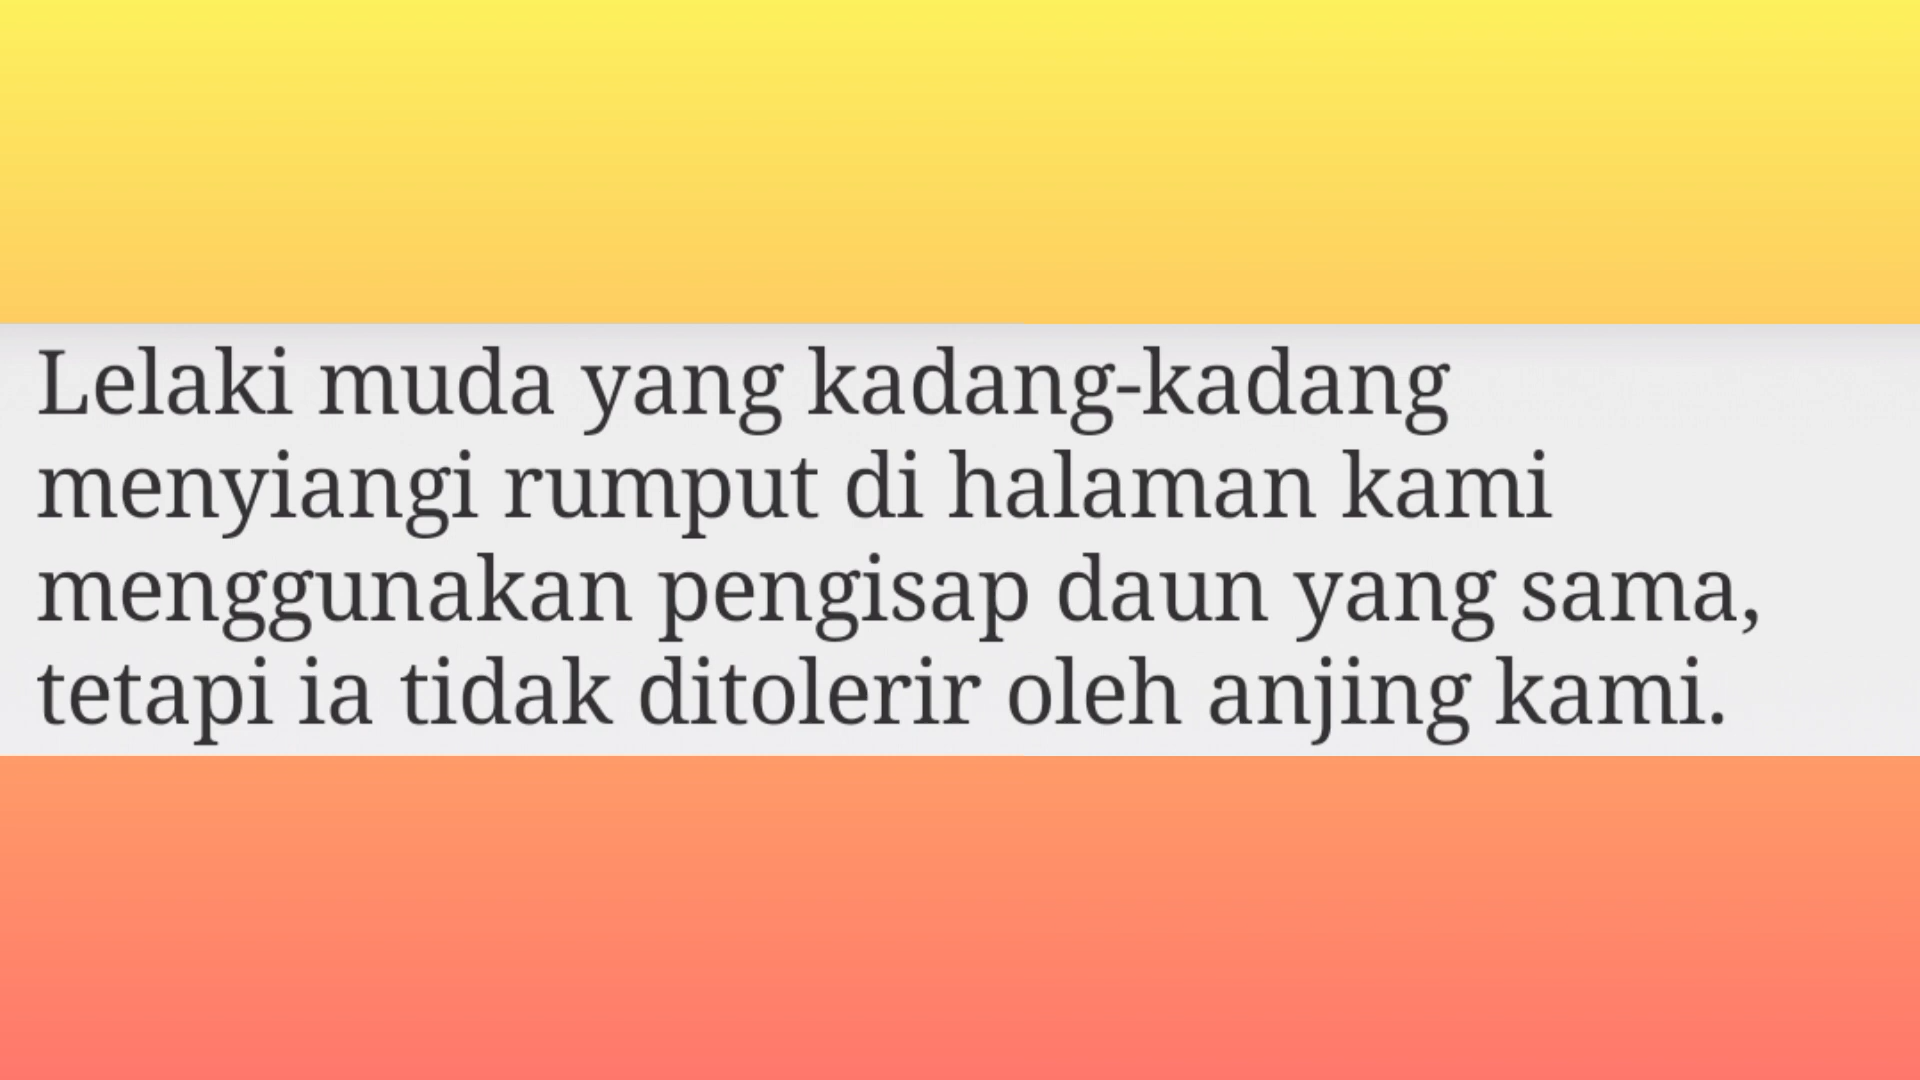 Lelaki muda yang kadang-kadang
menyiangi rumput di halaman kami
menggunakan pengisap daun yang sama,
tetapi ia tidak ditolerir oleh anjing kami.